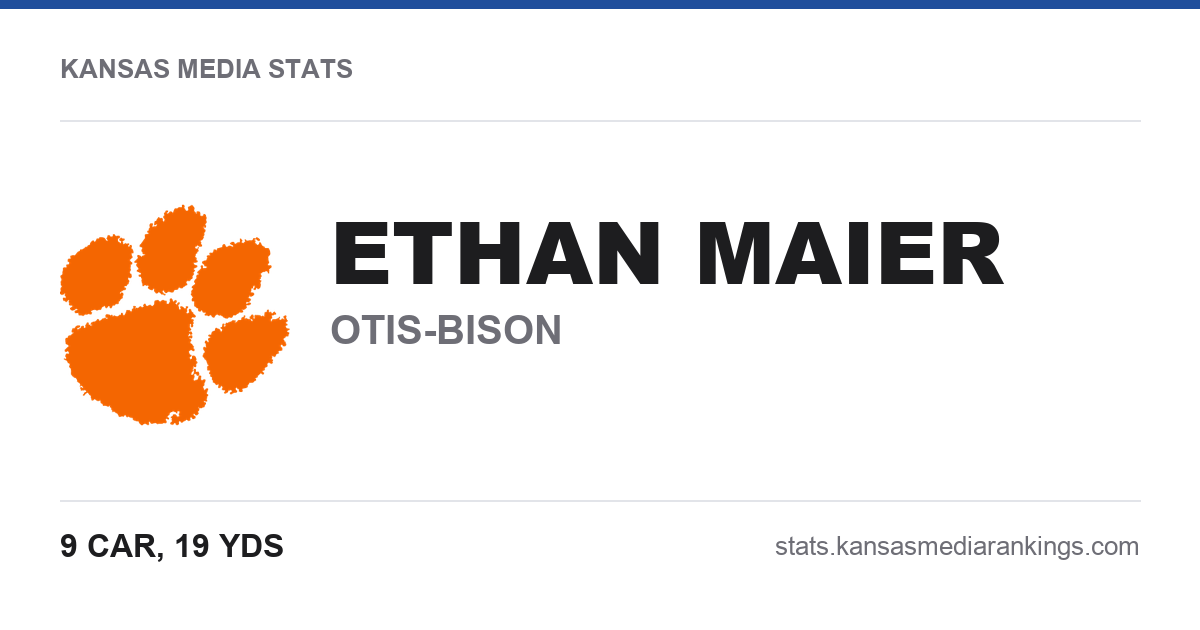 KANSAS MEDIA STATS
ETHAN MAIER
OTIS-BISON
9 CAR, 19 YDS
stats.kansasmediarankings.com